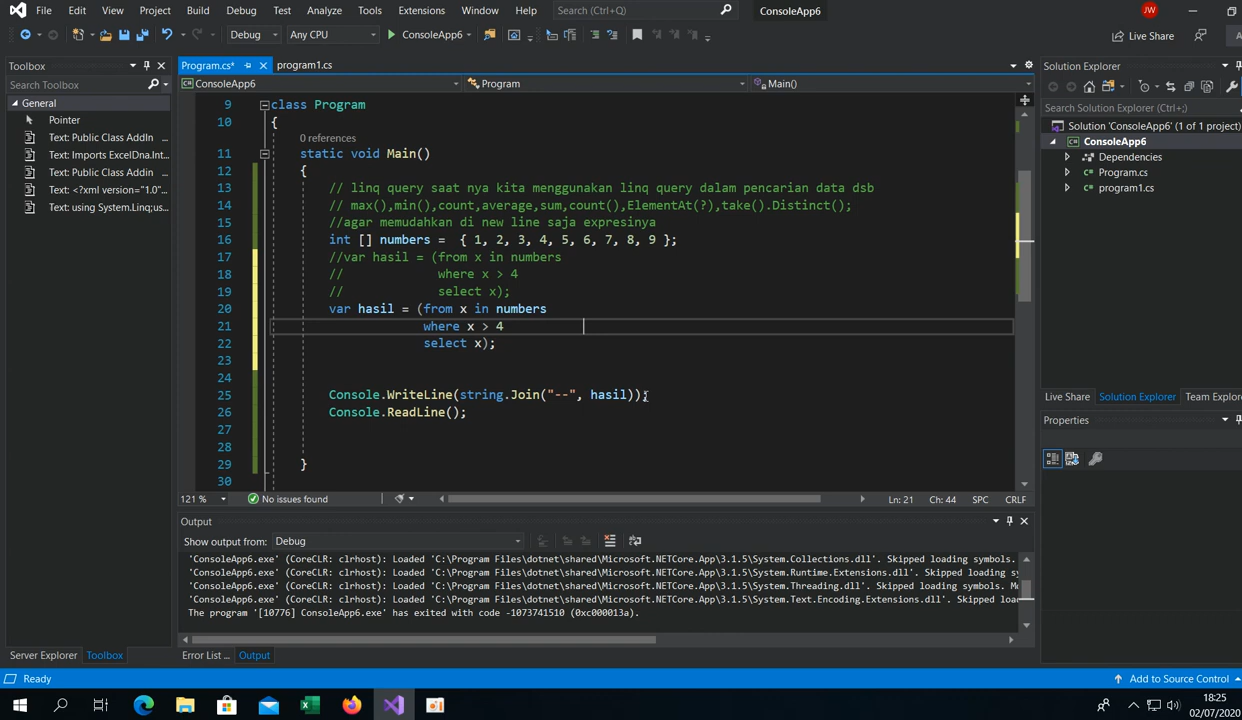 File Edit View Project Build Debug Test Analyze Tools Extensions Window Help Search (Ctrl+Q) ConsoleApp6 JW
Debug Any CPU ConsoleApp6 Live Share A
Toolbox
Search Toolbox
General
Pointer
Text: Public Class AddIn ...
Text: Imports ExcelDna.Int...
Text: Public Class AddIn ...
Text: <?xml version="1.0"...
Text: using System.Linq;us...
Server Explorer Toolbox
Program.cs* program1.cs
ConsoleApp6 Program Main()
9 class Program
10 {
0 references
11 static void Main()
12 {
13 // linq query saat nya kita menggunakan linq query dalam pencarian data dsb
14 // max(),min(),count,average,sum,count(),ElementAt(?),take().Distinct();
15 //agar memudahkan di new line saja expresinya
16 int [] numbers = { 1, 2, 3, 4, 5, 6, 7, 8, 9 };
17 //var hasil = (from x in numbers
18 // where x > 4
19 // select x);
20 var hasil = (from x in numbers
21 where x > 4
22 select x);
23
24
25 Console.WriteLine(string.Join("--", hasil));
26 Console.ReadLine();
27
28
29 }
30
121 % No issues found Ln: 21 Ch: 44 SPC CRLF
Output
Show output from: Debug
'ConsoleApp6.exe' (CoreCLR: clrhost): Loaded 'C:\Program Files\dotnet\shared\Microsoft.NETCore.App\3.1.5\System.Collections.dll'. Skipped loading symbols.
'ConsoleApp6.exe' (CoreCLR: clrhost): Loaded 'C:\Program Files\dotnet\shared\Microsoft.NETCore.App\3.1.5\System.Runtime.Extensions.dll'. Skipped loading sy
'ConsoleApp6.exe' (CoreCLR: clrhost): Loaded 'C:\Program Files\dotnet\shared\Microsoft.NETCore.App\3.1.5\System.Threading.dll'. Skipped loading symbols. Mo
'ConsoleApp6.exe' (CoreCLR: clrhost): Loaded 'C:\Program Files\dotnet\shared\Microsoft.NETCore.App\3.1.5\System.Text.Encoding.Extensions.dll'. Skipped loa
The program '[10776] ConsoleApp6.exe' has exited with code -1073741510 (0xc000013a).
Error List ... Output
Solution Explorer
Search Solution Explorer (Ctrl+;)
Solution 'ConsoleApp6' (1 of 1 project)
ConsoleApp6
Dependencies
Program.cs
program1.cs
Live Share Solution Explorer Team Explor
Properties
Ready Add to Source Control
18:25
02/07/2020